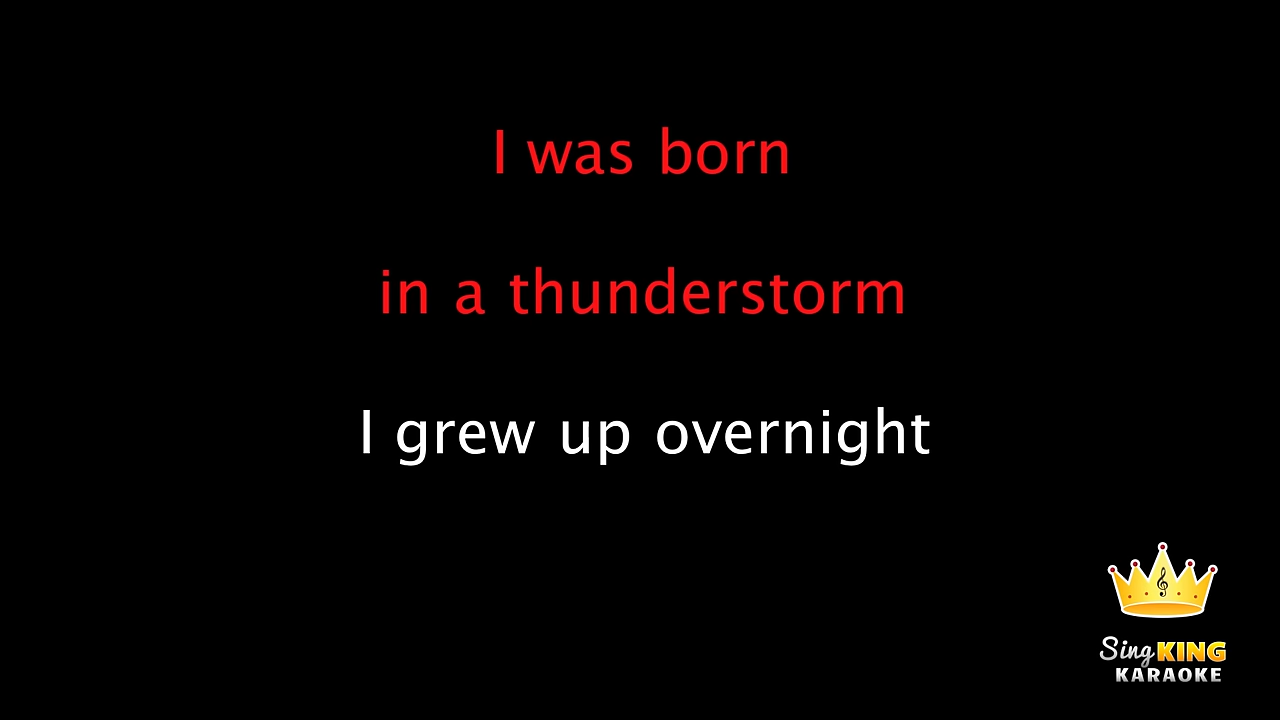 I was born
in a thunderstorm
I grew up overnight
Sing KING
KARAOKE